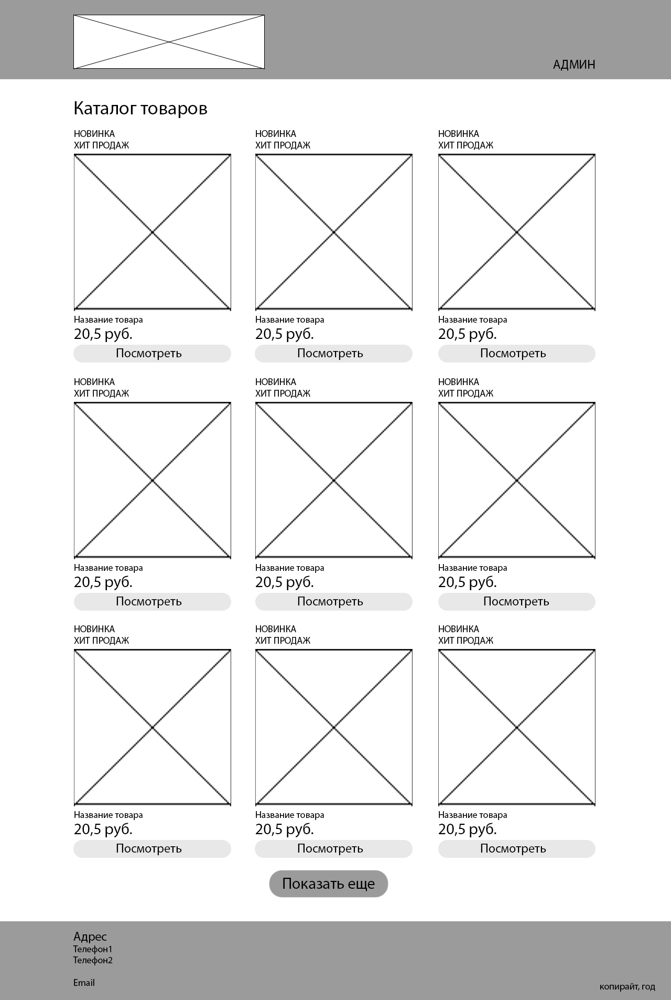 АДМИН
Каталог товаров
НОВИНКА
ХИТ ПРОДАЖ
Название товара
20,5 руб.
Посмотреть
НОВИНКА
ХИТ ПРОДАЖ
Название товара
20,5 руб.
Посмотреть
НОВИНКА
ХИТ ПРОДАЖ
Название товара
20,5 руб.
Посмотреть
НОВИНКА
ХИТ ПРОДАЖ
Название товара
20,5 руб.
Посмотреть
НОВИНКА
ХИТ ПРОДАЖ
Название товара
20,5 руб.
Посмотреть
НОВИНКА
ХИТ ПРОДАЖ
Название товара
20,5 руб.
Посмотреть
НОВИНКА
ХИТ ПРОДАЖ
Название товара
20,5 руб.
Посмотреть
НОВИНКА
ХИТ ПРОДАЖ
Название товара
20,5 руб.
Посмотреть
НОВИНКА
ХИТ ПРОДАЖ
Название товара
20,5 руб.
Посмотреть
Показать еще
Адрес
Телефон1
Телефон2
Email
копирайт, год